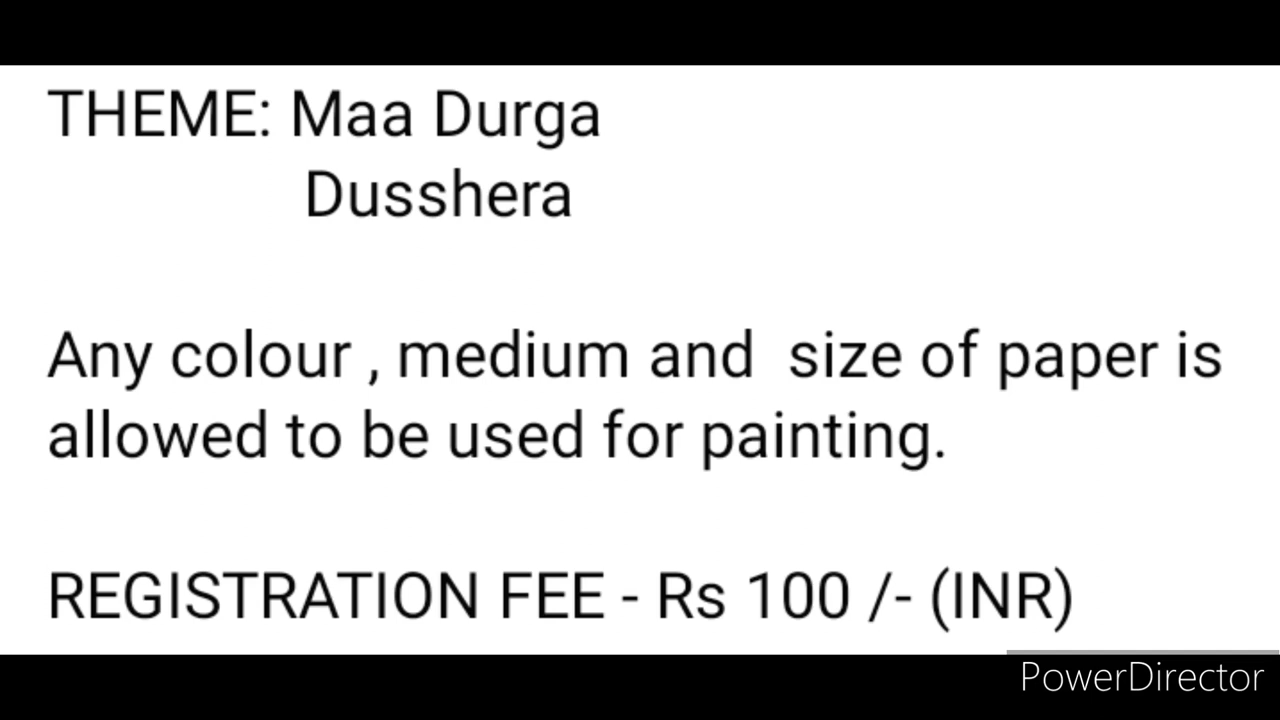 THEME: Maa Durga
Dusshera
Any colour , medium and  size of paper is
allowed to be used for painting.
REGISTRATION FEE - Rs 100 /- (INR)
PowerDirector